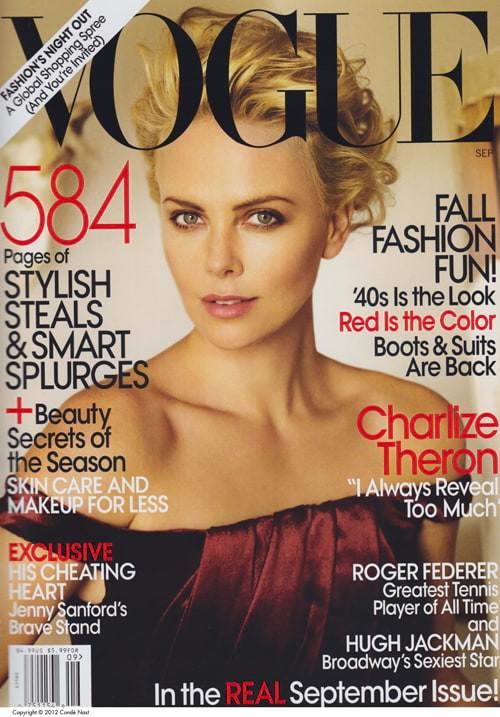 FASHION'S NIGHT OUT
A Global Shopping Spree
(And You're Invited)
VOGUE
SEP
584
Pages of
STYLISH
STEALS
& SMART
SPLURGES
+ Beauty
Secrets of
the Season
SKIN CARE AND
MAKEUP FOR LESS
EXCLUSIVE
HIS CHEATING
HEART
Jenny Sanford's
Brave Stand
FALL
FASHION
FUN!
'40s Is the Look
Red Is the Color
Boots & Suits
Are Back
Charlize
Theron
"I Always Reveal
Too Much"
ROGER FEDERER
Greatest Tennis
Player of All Time
and
HUGH JACKMAN
Broadway's Sexiest Star
In the REAL September Issue!
$4.99US $5.99FOR
09>
Copyright © 2012 Condé Nast